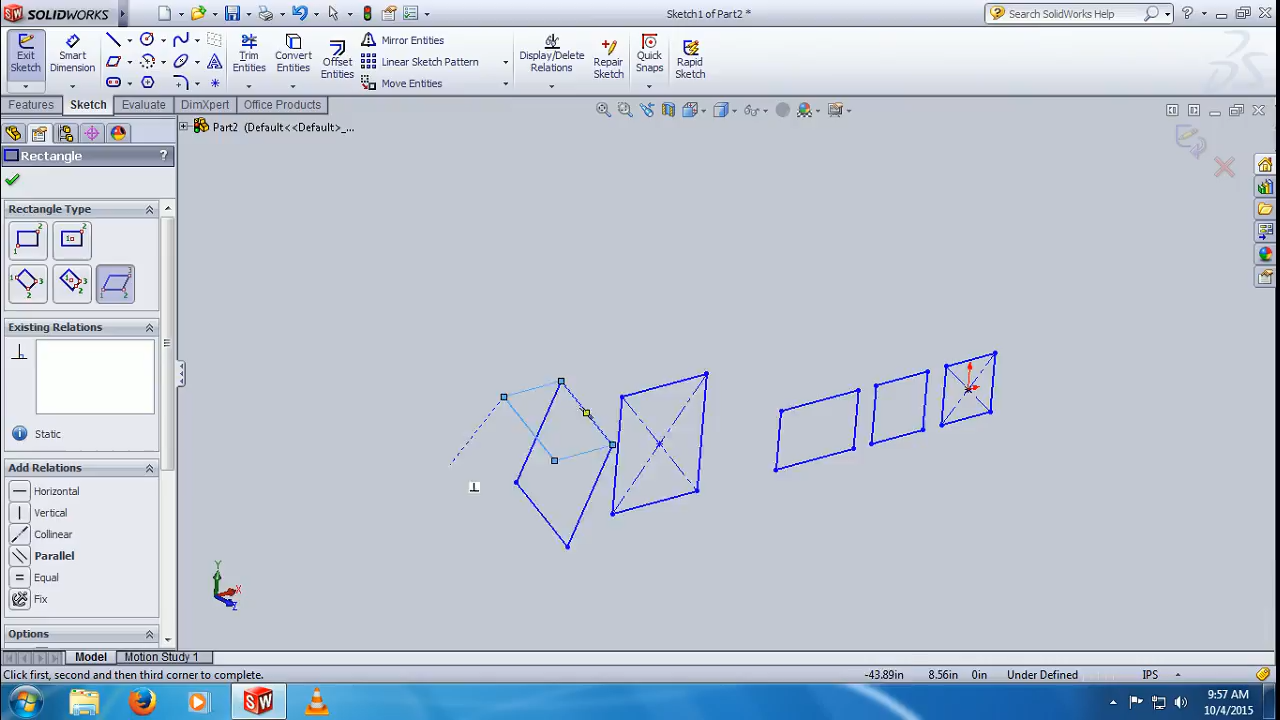 SOLIDWORKS
Sketch1 of Part2 *
Search SolidWorks Help
Exit Sketch
Smart Dimension
Trim Entities
Convert Entities
Offset Entities
Mirror Entities
Linear Sketch Pattern
Move Entities
Display/Delete Relations
Repair Sketch
Quick Snaps
Rapid Sketch
Features
Sketch
Evaluate
DimXpert
Office Products
Part2 (Default<<Default>_...
Rectangle
?
Rectangle Type
Existing Relations
Static
Add Relations
Horizontal
Vertical
Collinear
Parallel
Equal
Fix
Options
Y
X
Z
Model
Motion Study 1
Click first, second and then third corner to complete.
-43.89in
8.56in
0in
Under Defined
IPS
9:57 AM
10/4/2015